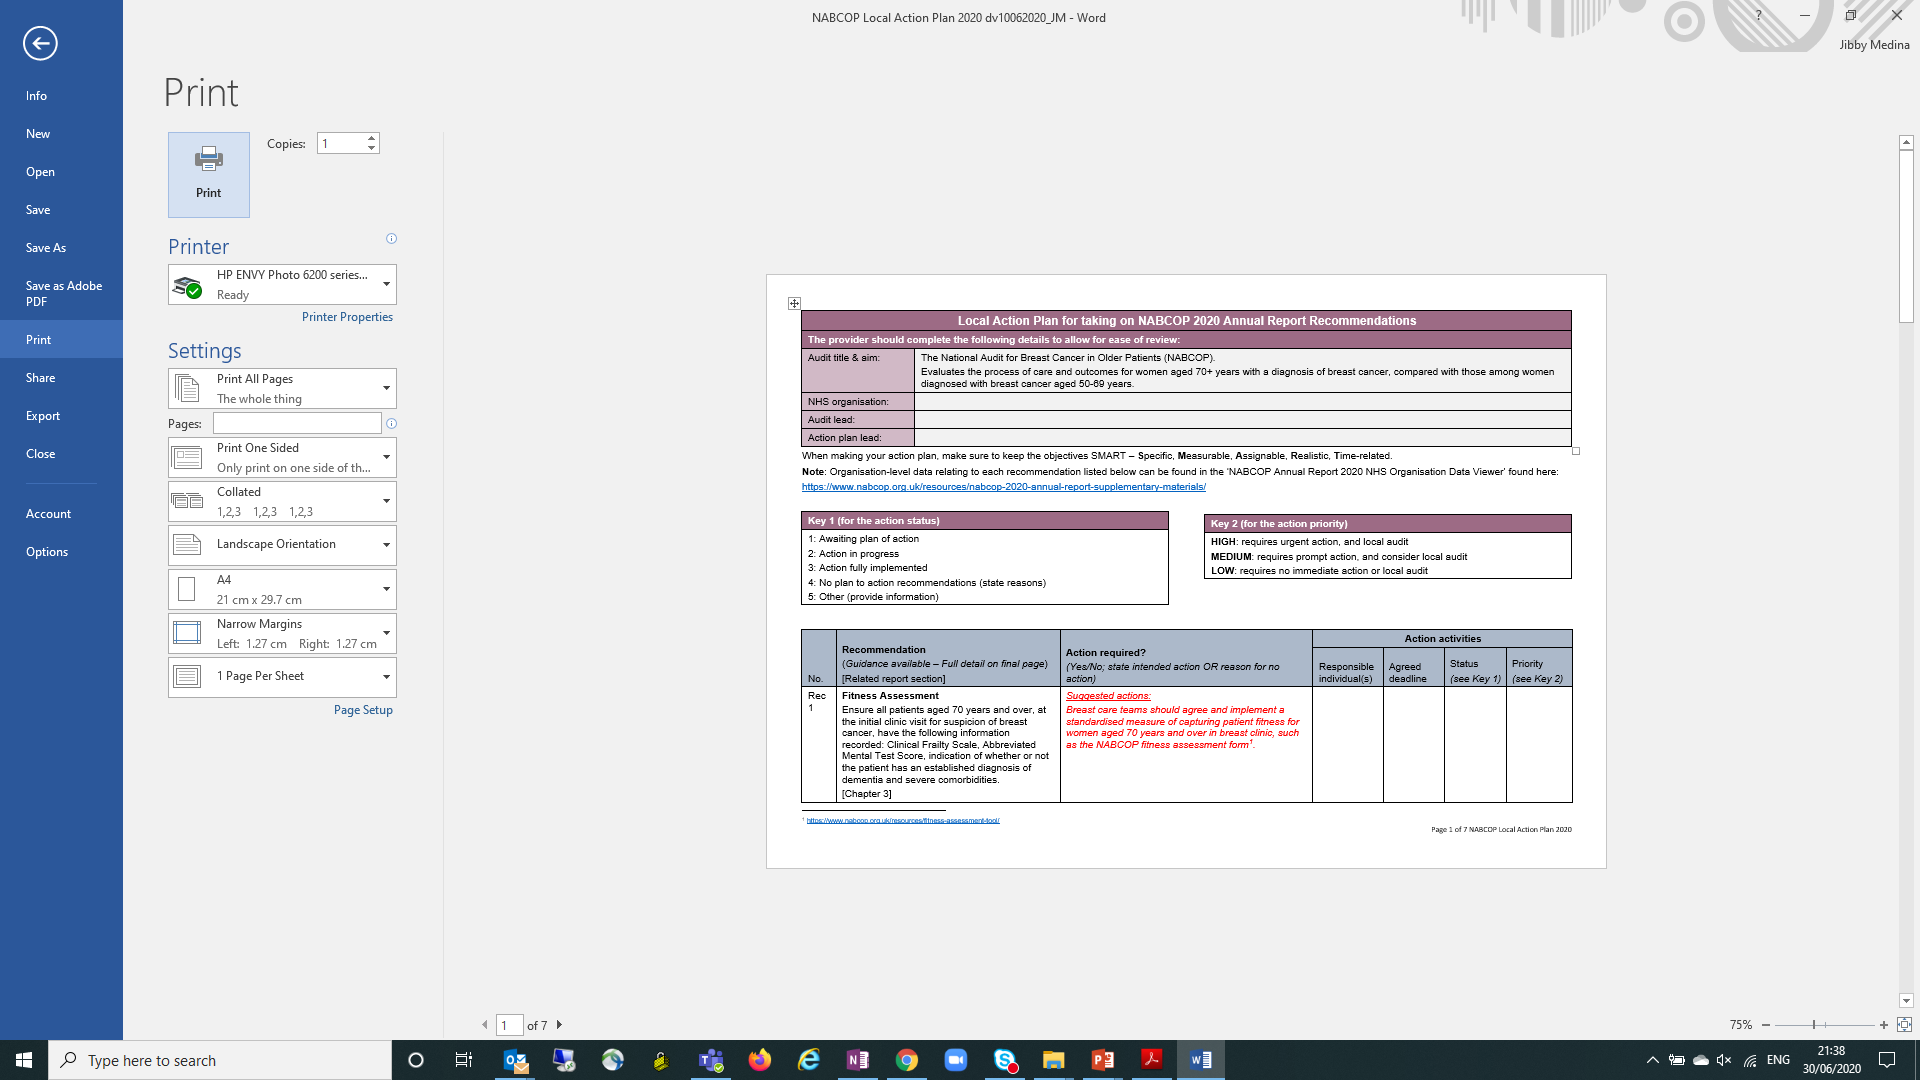 NABCOP Local Action Plan 2020 dv10062020_JM - Word
?
Jibby Medina
Info
New
Open
Save
Save As
Save as Adobe
PDF
Print
Share
Export
Close
Account
Options
Print
Print
Copies: 1
Printer
HP ENVY Photo 6200 series...
Ready
Printer Properties
Settings
Print All Pages
The whole thing
Pages:
Print One Sided
Only print on one side of th...
Collated
1,2,3 1,2,3 1,2,3
Landscape Orientation
A4
21 cm x 29.7 cm
Narrow Margins
Left: 1.27 cm Right: 1.27 cm
1 Page Per Sheet
Page Setup
Local Action Plan for taking on NABCOP 2020 Annual Report Recommendations
The provider should complete the following details to allow for ease of review:
Audit title & aim:
The National Audit for Breast Cancer in Older Patients (NABCOP).
Evaluates the process of care and outcomes for women aged 70+ years with a diagnosis of breast cancer, compared with those among women
diagnosed with breast cancer aged 50-69 years.
NHS organisation:
Audit lead:
Action plan lead:
When making your action plan, make sure to keep the objectives SMART – Specific, Measurable, Assignable, Realistic, Time-related.
Note: Organisation-level data relating to each recommendation listed below can be found in the 'NABCOP Annual Report 2020 NHS Organisation Data Viewer' found here:
https://www.nabcop.org.uk/resources/nabcop-2020-annual-report-supplementary-materials/
Key 1 (for the action status)
1: Awaiting plan of action
2: Action in progress
3: Action fully implemented
4: No plan to action recommendations (state reasons)
5: Other (provide information)
Key 2 (for the action priority)
HIGH: requires urgent action, and local audit
MEDIUM: requires prompt action, and consider local audit
LOW: requires no immediate action or local audit
No.
Recommendation
(Guidance available – Full detail on final page)
[Related report section]
Action required?
(Yes/No; state intended action OR reason for no
action)
Action activities
Responsible
individual(s)
Agreed
deadline
Status
(see Key 1)
Priority
(see Key 2)
Rec
1
Fitness Assessment
Ensure all patients aged 70 years and over, at
the initial clinic visit for suspicion of breast
cancer, have the following information
recorded: Clinical Frailty Scale, Abbreviated
Mental Test Score, indication of whether or not
the patient has an established diagnosis of
dementia and severe comorbidities.
[Chapter 3]
Suggested actions:
Breast care teams should agree and implement a
standardised measure of capturing patient fitness for
women aged 70 years and over in breast clinic, such
as the NABCOP fitness assessment form¹.
¹ https://www.nabcop.org.uk/resources/fitness-assessment-tool/
Page 1 of 7 NABCOP Local Action Plan 2020
1 of 7
75%
Type here to search
ENG
21:38
30/06/2020